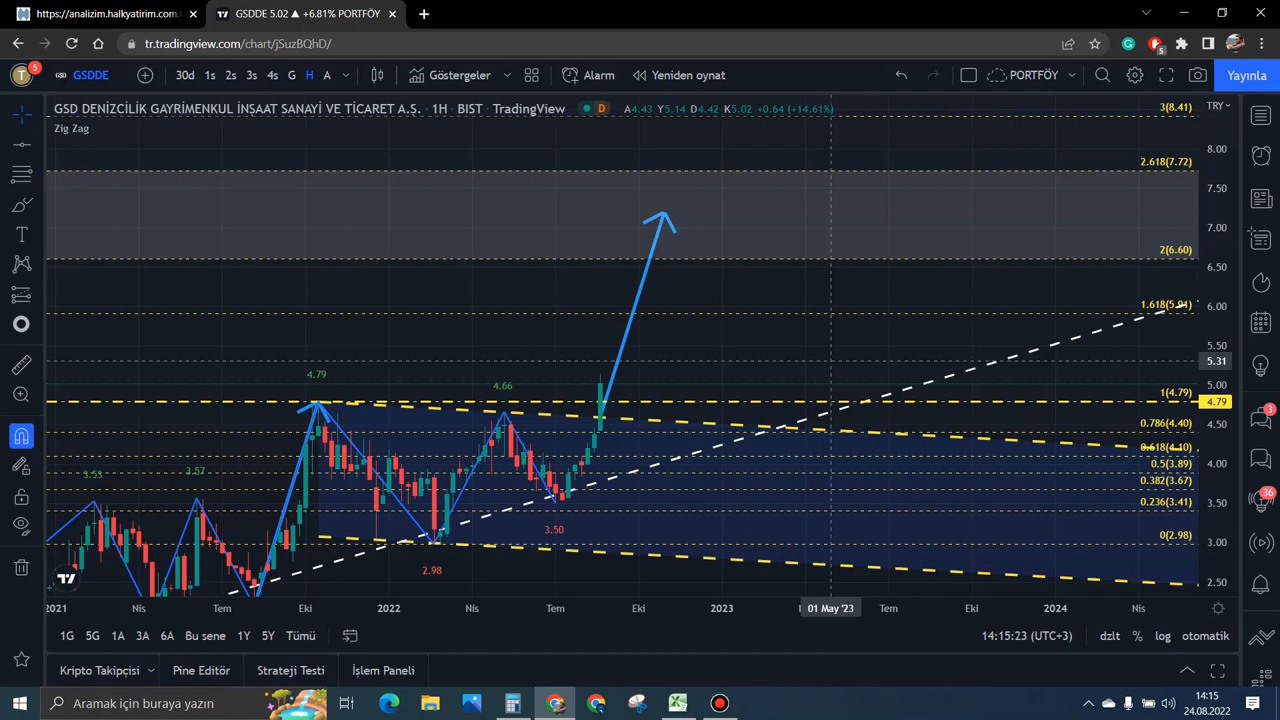 https://analizim.halkyatirim.com.t
GSDDE 5.02 ▲ +6.81% PORTFÖY
tr.tradingview.com/chart/jSuzBQhD/
5
T
5
GSD GSDDE
30d 1s 2s 3s 4s G H A
Göstergeler
Alarm
Yeniden oynat
PORTFÖY
Yayınla
GSD DENİZCİLİK GAYRİMENKUL İNŞAAT SANAYİ VE TİCARET A.Ş. · 1H · BIST · TradingView
D
A4.43 Y5.14 D4.42 K5.02 +0.64 (+14.61%)
TRY
Zig Zag
3(8.41)
8.00
2.618(7.72)
7.50
7.00
2(6.60)
6.50
1.618(5.91)
6.00
5.50
5.31
5.00
4.79
4.66
1(4.79)
4.79
0.786(4.40)
4.50
0.618(4.10)
0.5(3.89)
4.00
3.53
3.57
0.382(3.67)
0.236(3.41)
3.50
3.50
0(2.98)
3.00
2.98
2.50
2021 Nis Tem Eki 2022 Nis Tem Eki 2023 01 May '23 Tem Eki 2024 Nis
1G 5G 1A 3A 6A Bu sene 1Y 5Y Tümü
14:15:23 (UTC+3)
dzlt % log otomatik
3
36
Kripto Takipçisi
Pine Editör
Strateji Testi
İşlem Paneli
Aramak için buraya yazın
14:15
24.08.2022